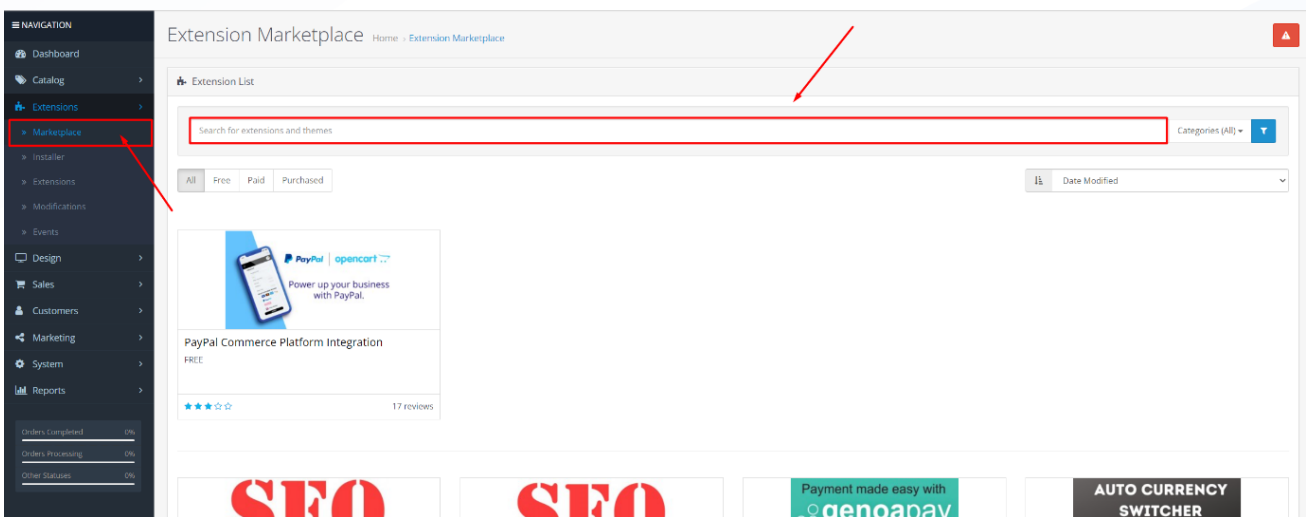 NAVIGATION
Dashboard
Catalog
Extensions
» Marketplace
» Installer
» Extensions
» Modifications
» Events
Design
Sales
Customers
Marketing
System
Reports
Orders Completed 0%
Orders Processing 0%
Other Statuses 0%
Extension Marketplace Home › Extension Marketplace
Extension List
Search for extensions and themes Categories (All)
All Free Paid Purchased Date Modified
PayPal opencart
Power up your business
with PayPal.
PayPal Commerce Platform Integration
FREE
17 reviews
SEO SEO Payment made easy with AUTO CURRENCY
genoapay SWITCHER